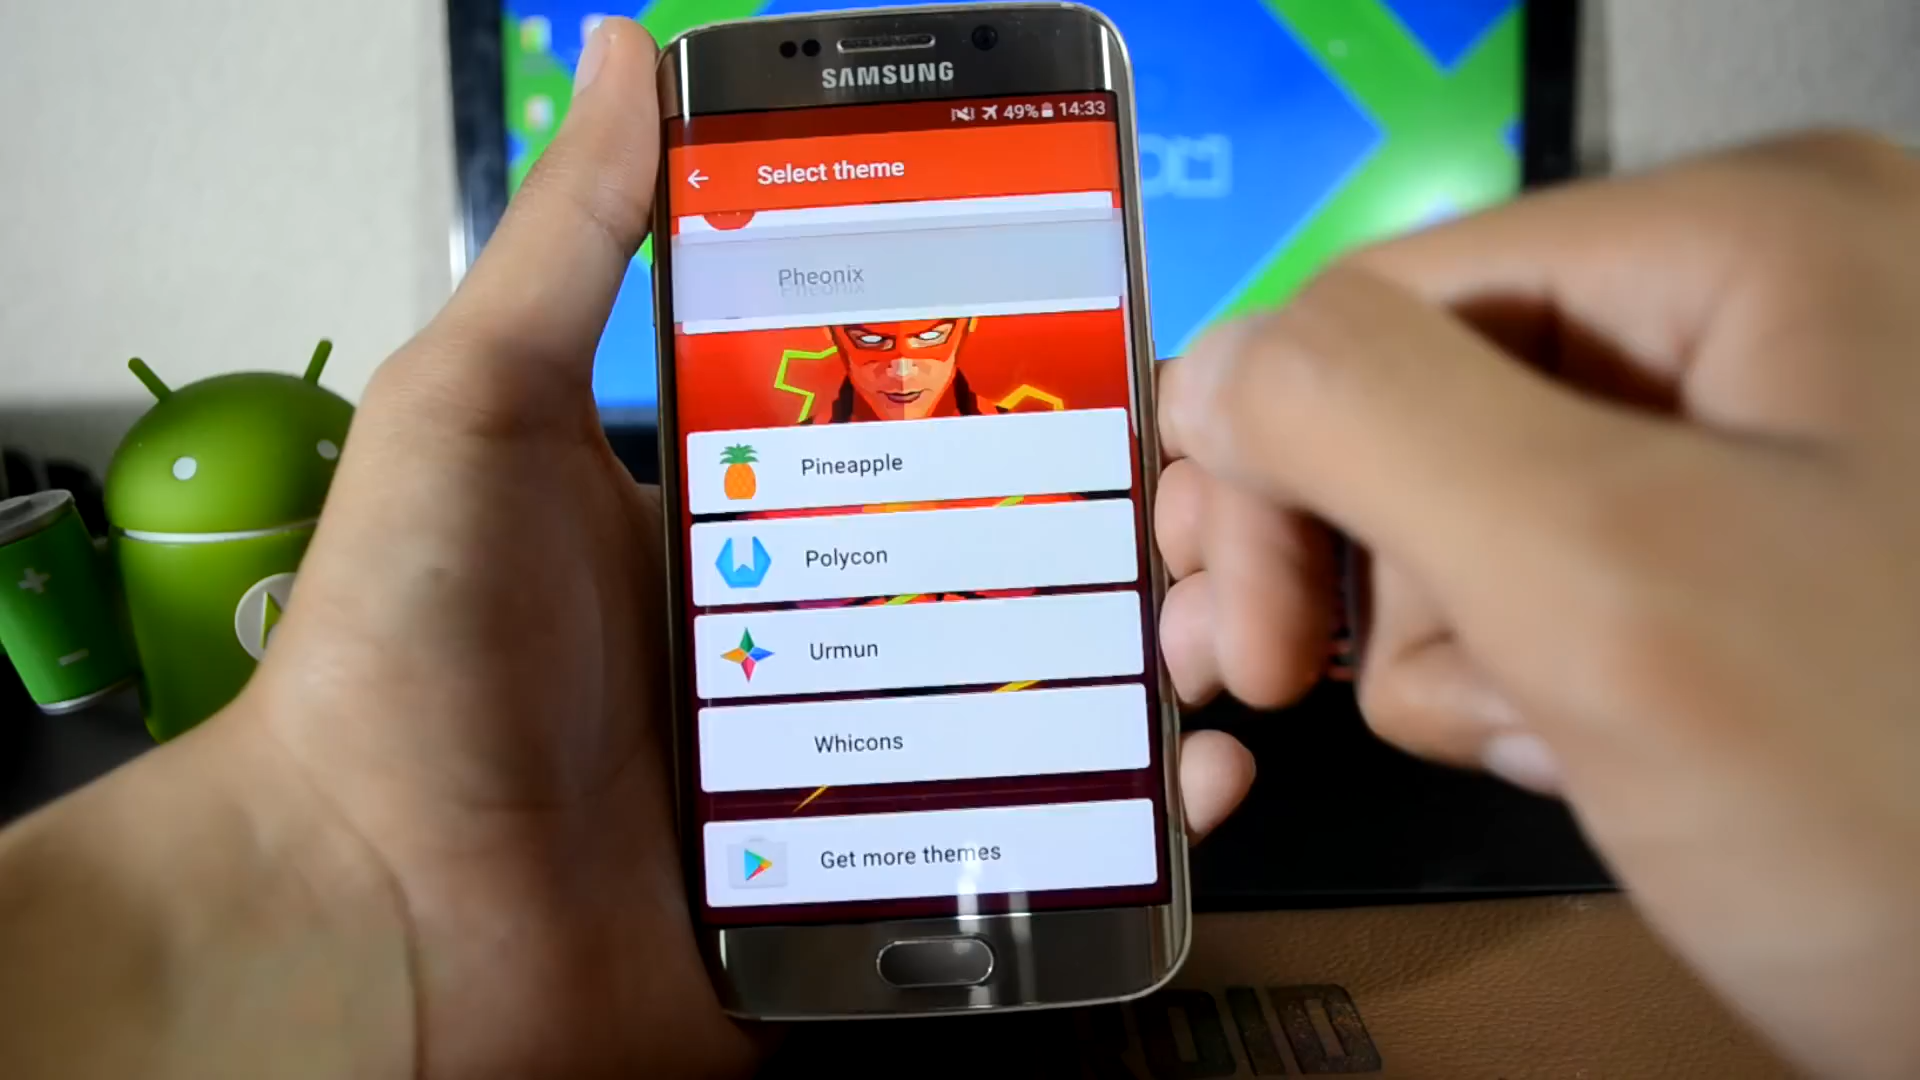 SAMSUNG
49% 14:33
Select theme
Pheonix
Pineapple
Polycon
Urmun
Whicons
Get more themes